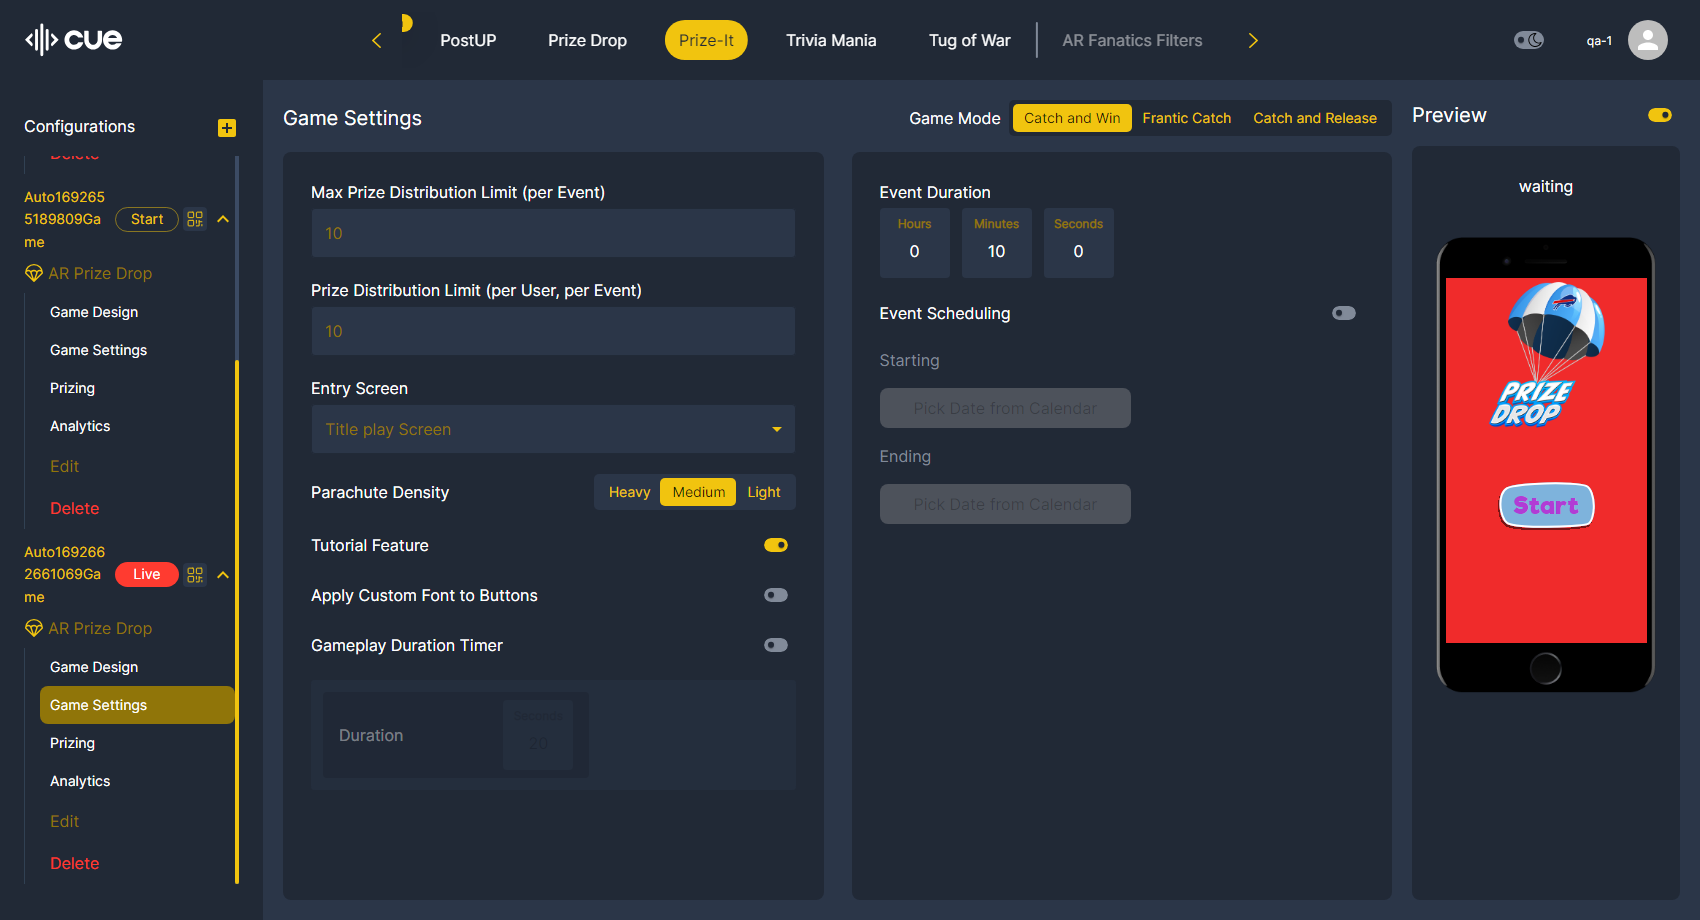 cue
PostUP
Prize Drop
Prize-It
Trivia Mania
Tug of War
AR Fanatics Filters
qa-1
Configurations
Delete
Auto169265
5189809Ga
me
Start
AR Prize Drop
Game Design
Game Settings
Prizing
Analytics
Edit
Delete
Auto169266
2661069Ga
me
Live
AR Prize Drop
Game Design
Game Settings
Prizing
Analytics
Edit
Delete
Game Settings
Game Mode
Catch and Win
Frantic Catch
Catch and Release
Max Prize Distribution Limit (per Event)
10
Prize Distribution Limit (per User, per Event)
10
Entry Screen
Title play Screen
Parachute Density
Heavy
Medium
Light
Tutorial Feature
Apply Custom Font to Buttons
Gameplay Duration Timer
Duration
Seconds
20
Event Duration
Hours
0
Minutes
10
Seconds
0
Event Scheduling
Starting
Pick Date from Calendar
Ending
Pick Date from Calendar
Preview
waiting
PRIZE
DROP
Start